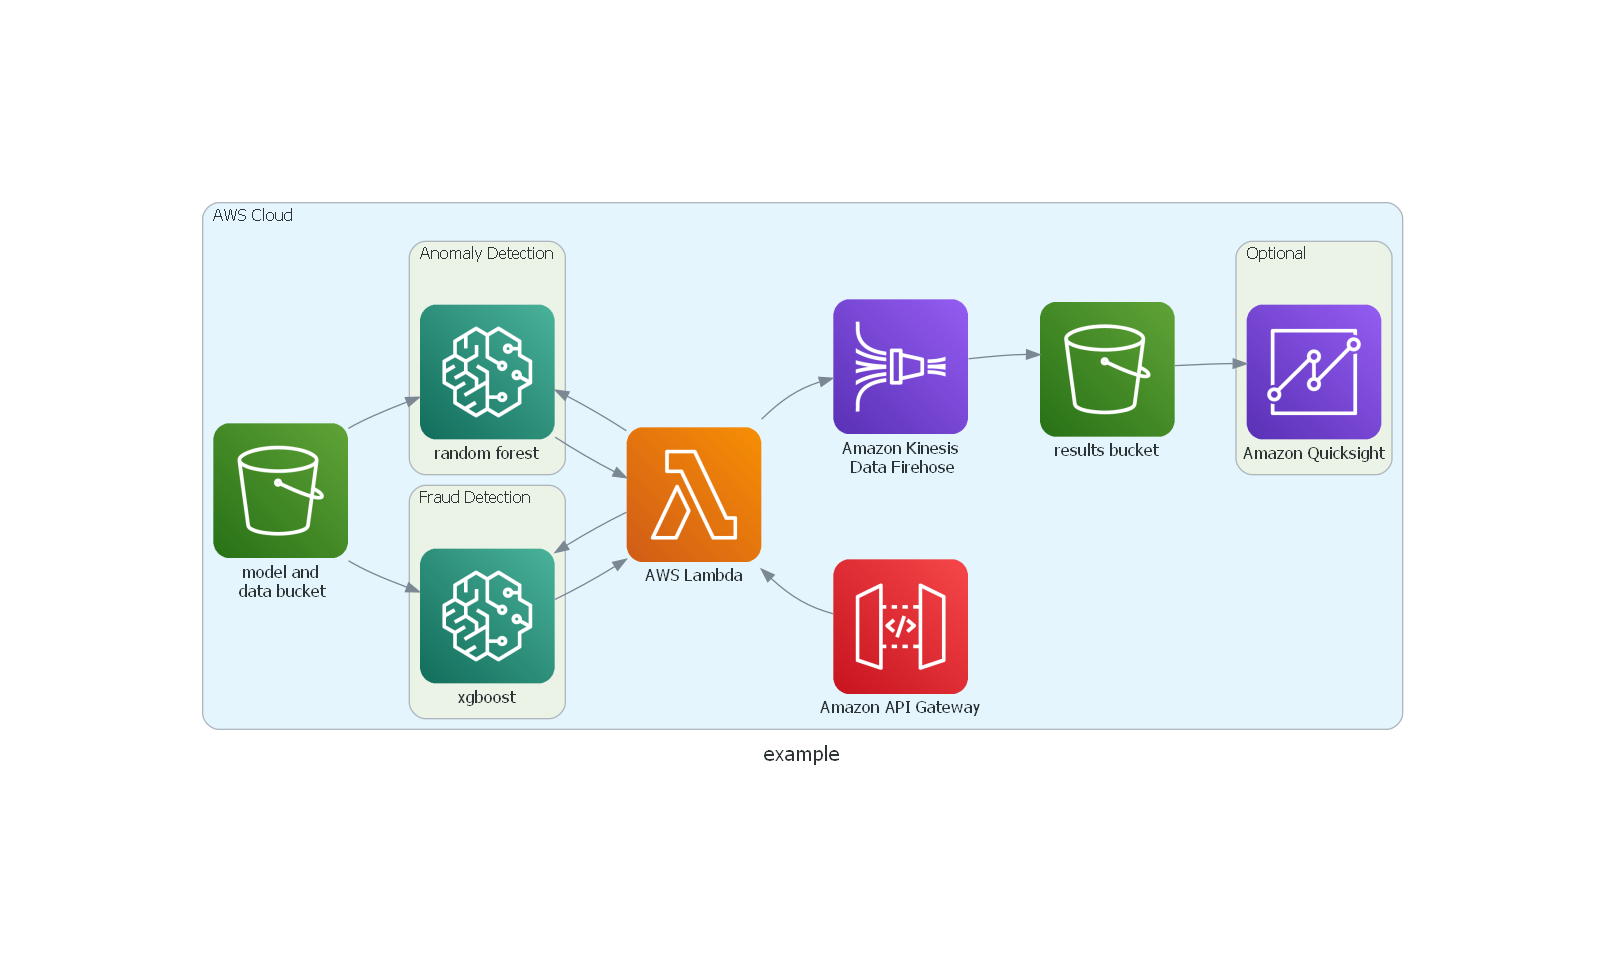 AWS Cloud
Anomaly Detection
random forest
Fraud Detection
xgboost
model and
data bucket
AWS Lambda
Amazon Kinesis
Data Firehose
results bucket
Optional
Amazon Quicksight
</>
Amazon API Gateway
example